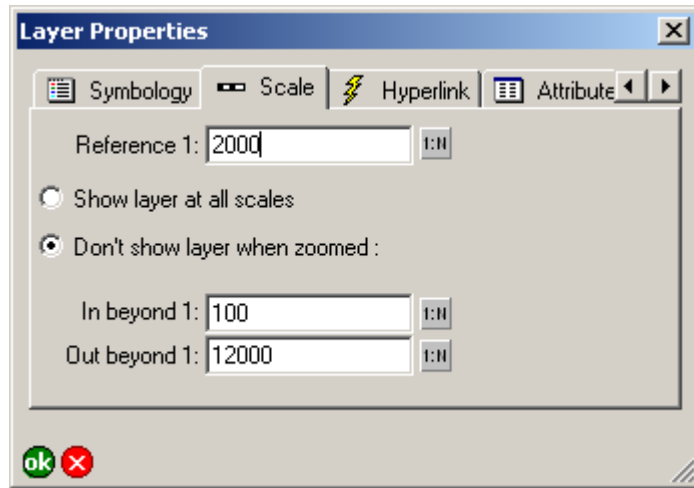 Layer Properties
Symbology Scale Hyperlink Attribute
Reference 1: 2000 1:N
Show layer at all scales
Don't show layer when zoomed :
In beyond 1: 100 1:N
Out beyond 1: 12000 1:N
ok